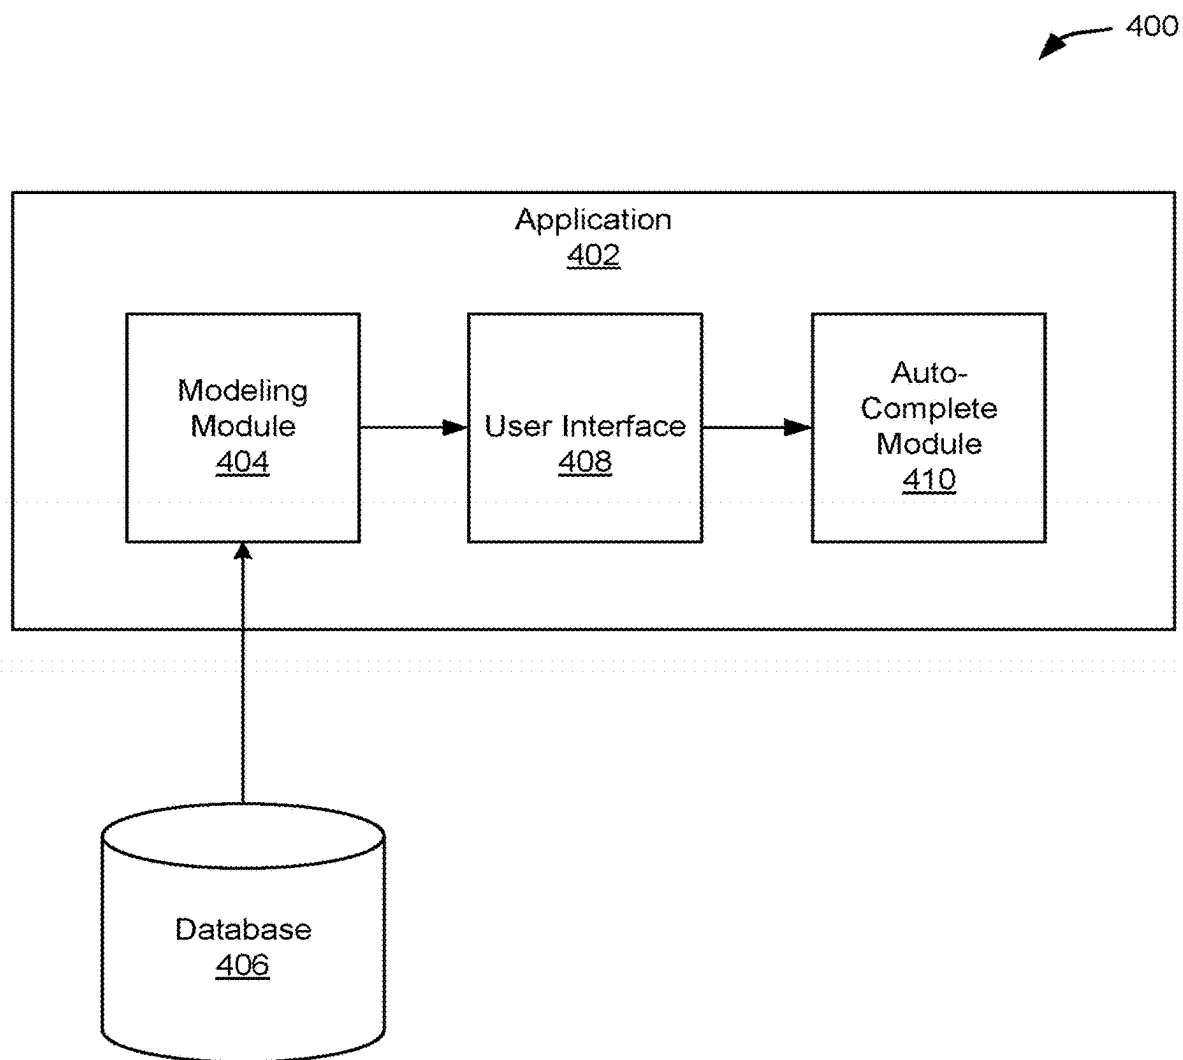 400
Application
402
Modeling
Module
404
User Interface
408
Auto-
Complete
Module
410
Database
406